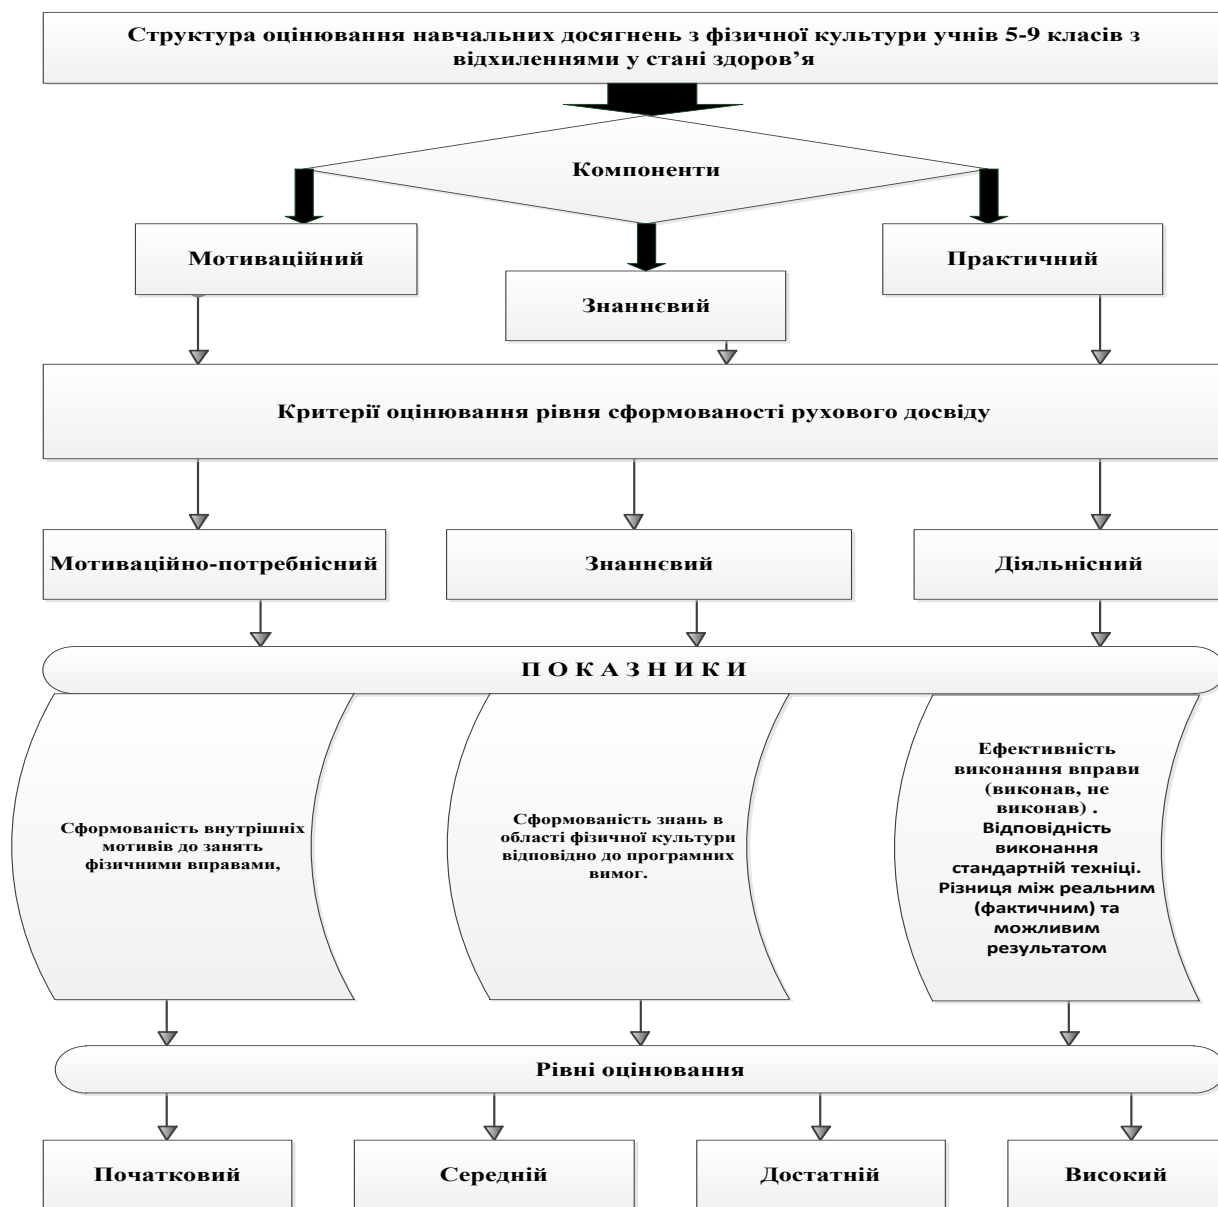 Структура оцінювання навчальних досягнень з фізичної культури учнів 5-9 класів з
відхиленнями у стані здоров’я
Компоненти
Мотиваційний
Знаннєвий
Практичний
Критерії оцінювання рівня сформованості рухового досвіду
Мотиваційно-потребнісний
Знаннєвий
Діяльнісний
П О К А З Н И К И
Сформованість внутрішніх
мотивів до занять
фізичними вправами,
Сформованість знань в
області фізичної культури
відповідно до програмних
вимог.
Ефективність
виконання вправи
(виконав, не
виконав) .
Відповідність
виконання
стандартній техніці.
Різниця між реальним
(фактичним) та
можливим
результатом
Рівні оцінювання
Початковий
Середній
Достатній
Високий